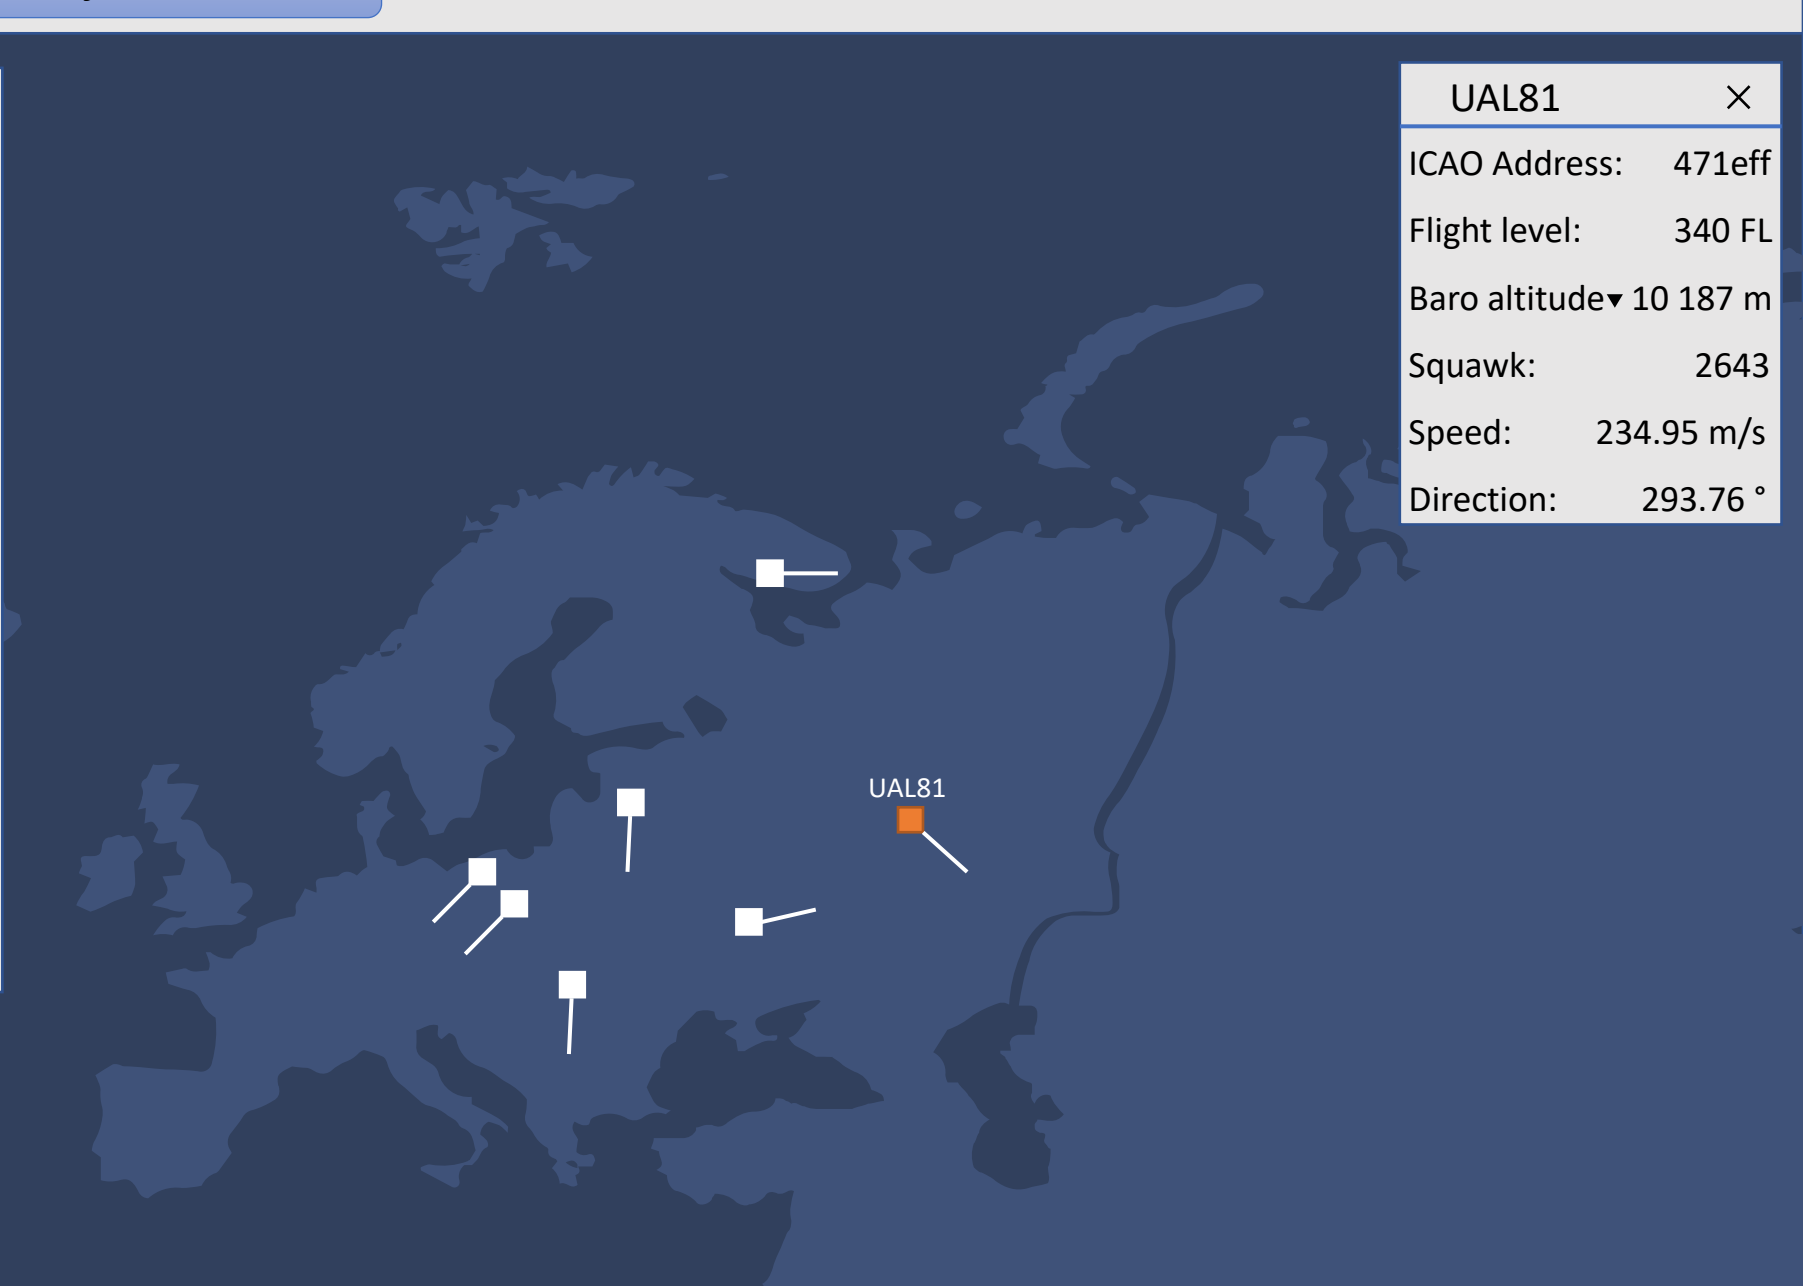 UAL81 ×
ICAO Address: 471eff
Flight level: 340 FL
Baro altitude▾ 10 187 m
Squawk: 2643
Speed: 234.95 m/s
Direction: 293.76 °
UAL81